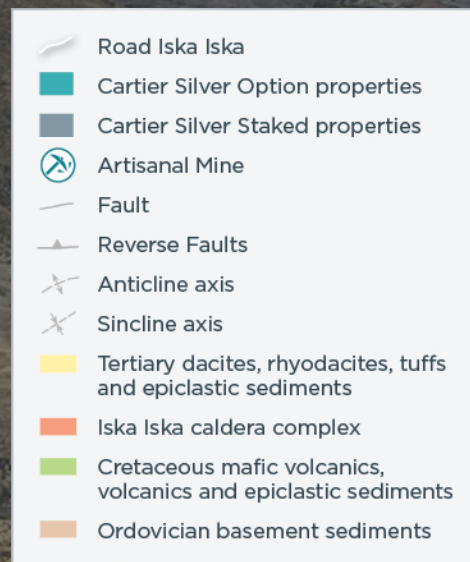 Road Iska Iska
Cartier Silver Option properties
Cartier Silver Staked properties
Artisanal Mine
Fault
Reverse Faults
Anticline axis
Sincline axis
Tertiary dacites, rhyodacites, tuffs
and epiclastic sediments
Iska Iska caldera complex
Cretaceous mafic volcanics,
volcanics and epiclastic sediments
Ordovician basement sediments